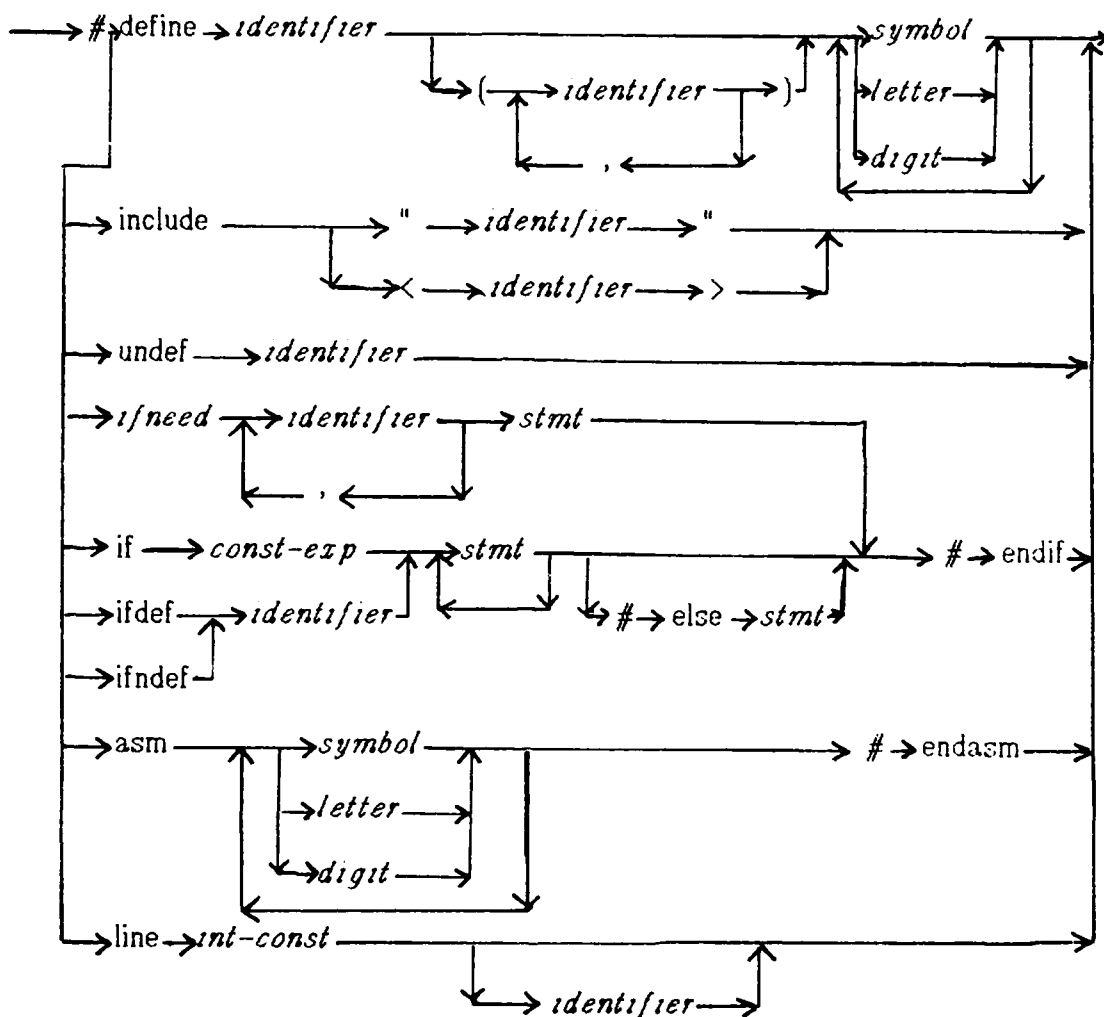 # define identifier symbol
( identifier ) letter
, digit
include " identifier "
< identifier >
undef identifier
ifneed identifier stmt
,
if const-exp stmt # endif
ifdef identifier # else stmt
ifndef
asm symbol # endasm
letter
digit
line int-const
identifier